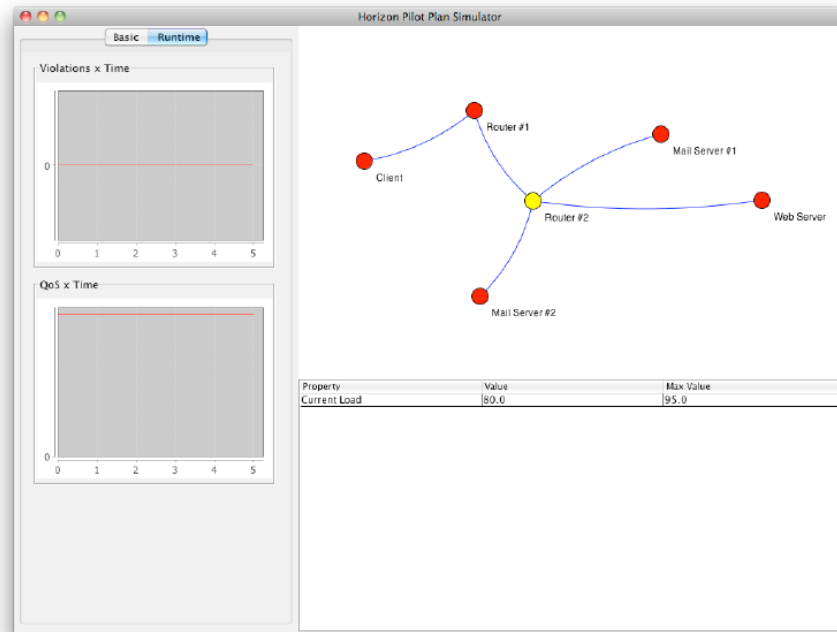 Horizon Pilot Plan Simulator
Basic Runtime
Violations x Time
0
0 1 2 3 4 5
QoS x Time
0
0 1 2 3 4 5
Router #1
Mail Server #1
Client
Router #2
Web Server
Mail Server #2
Property Value Max Value
Current Load 80.0 95.0